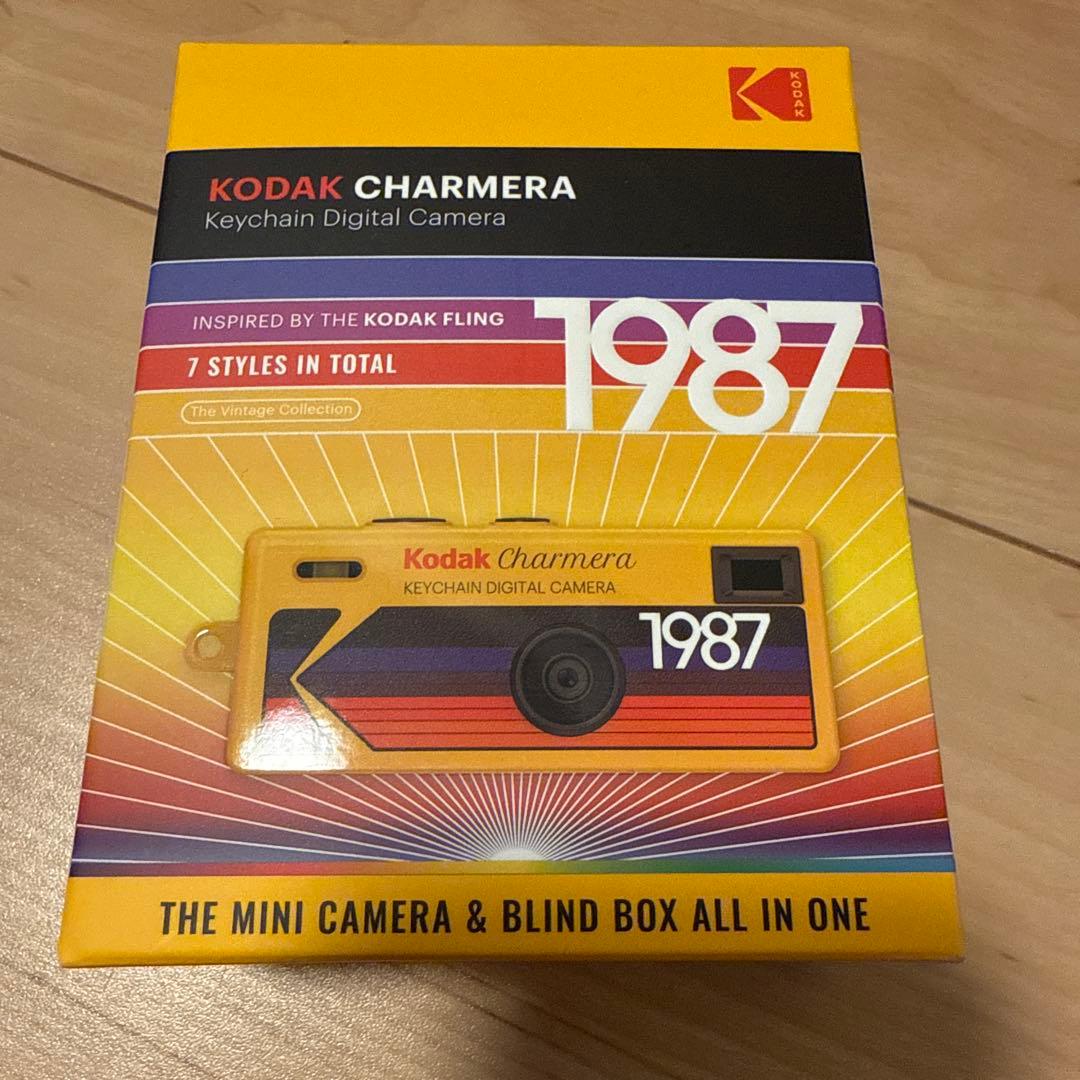 KODAK
KODAK CHARMERA
Keychain Digital Camera
INSPIRED BY THE KODAK FLING
1987
7 STYLES IN TOTAL
The Vintage Collection
Kodak Charmera
KEYCHAIN DIGITAL CAMERA
1987
THE MINI CAMERA & BLIND BOX ALL IN ONE